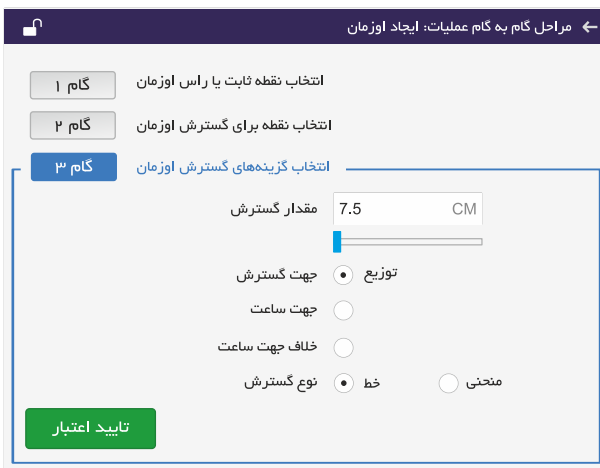 مراحل گام به گام عملیات: ایجاد اوزمان
انتخاب نقطه ثابت یا راس اوزمان گام ۱
انتخاب نقطه برای گسترش اوزمان گام ۲
انتخاب گزینه‌های گسترش اوزمان گام ۳
مقدار گسترش 7.5 CM
جهت گسترش توزیع
جهت ساعت
خلاف جهت ساعت
نوع گسترش خط منحنی
تایید اعتبار